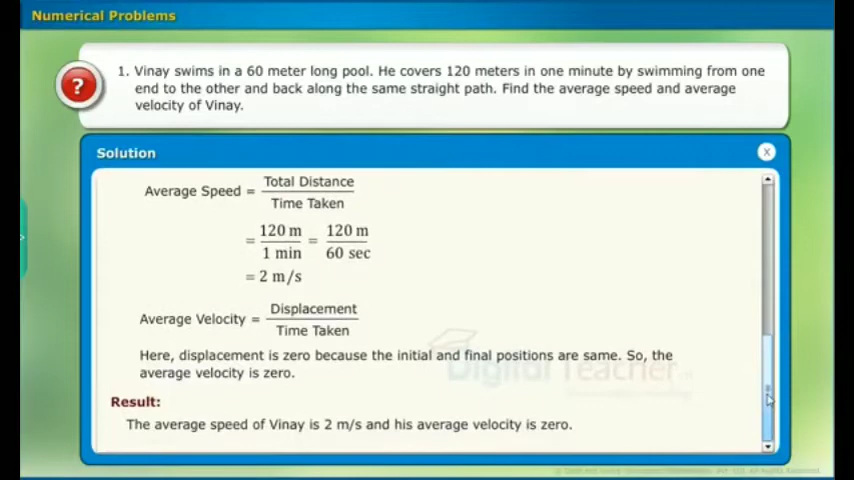 Numerical Problems
?
1. Vinay swims in a 60 meter long pool. He covers 120 meters in one minute by swimming from one
end to the other and back along the same straight path. Find the average speed and average
velocity of Vinay.
Solution
X
Average Speed = Total Distance / Time Taken
= 120 m / 1 min = 120 m / 60 sec
= 2 m/s
Average Velocity = Displacement / Time Taken
Here, displacement is zero because the initial and final positions are same. So, the
average velocity is zero.
Digital Teacher
Result:
The average speed of Vinay is 2 m/s and his average velocity is zero.